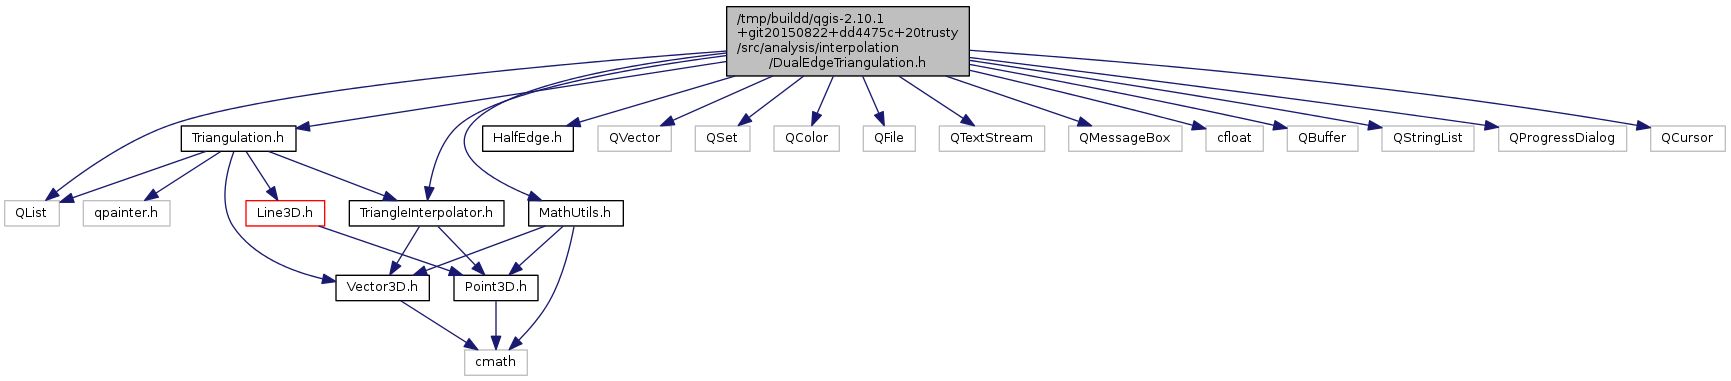 /tmp/buildd/qgis-2.10.1
+git20150822+dd4475c+20trusty
/src/analysis/interpolation
/DualEdgeTriangulation.h
Triangulation.h
HalfEdge.h
QVector
QSet
QColor
QFile
QTextStream
QMessageBox
cfloat
QBuffer
QStringList
QProgressDialog
QCursor
QList
qpainter.h
Line3D.h
TriangleInterpolator.h
MathUtils.h
Vector3D.h
Point3D.h
cmath